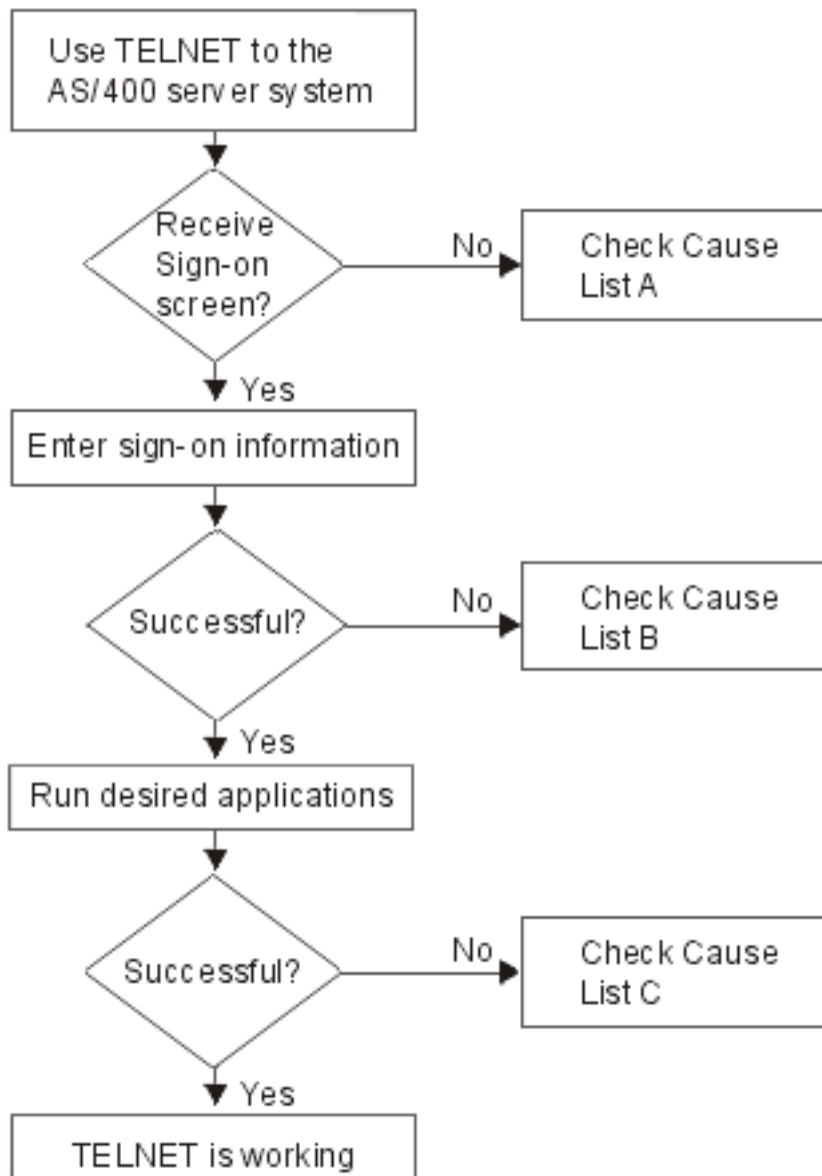 Use TELNET to the
AS/400 server system
Receive
Sign-on
screen?
No
Check Cause
List A
Yes
Enter sign-on information
Successful?
No
Check Cause
List B
Yes
Run desired applications
Successful?
No
Check Cause
List C
Yes
TELNET is working